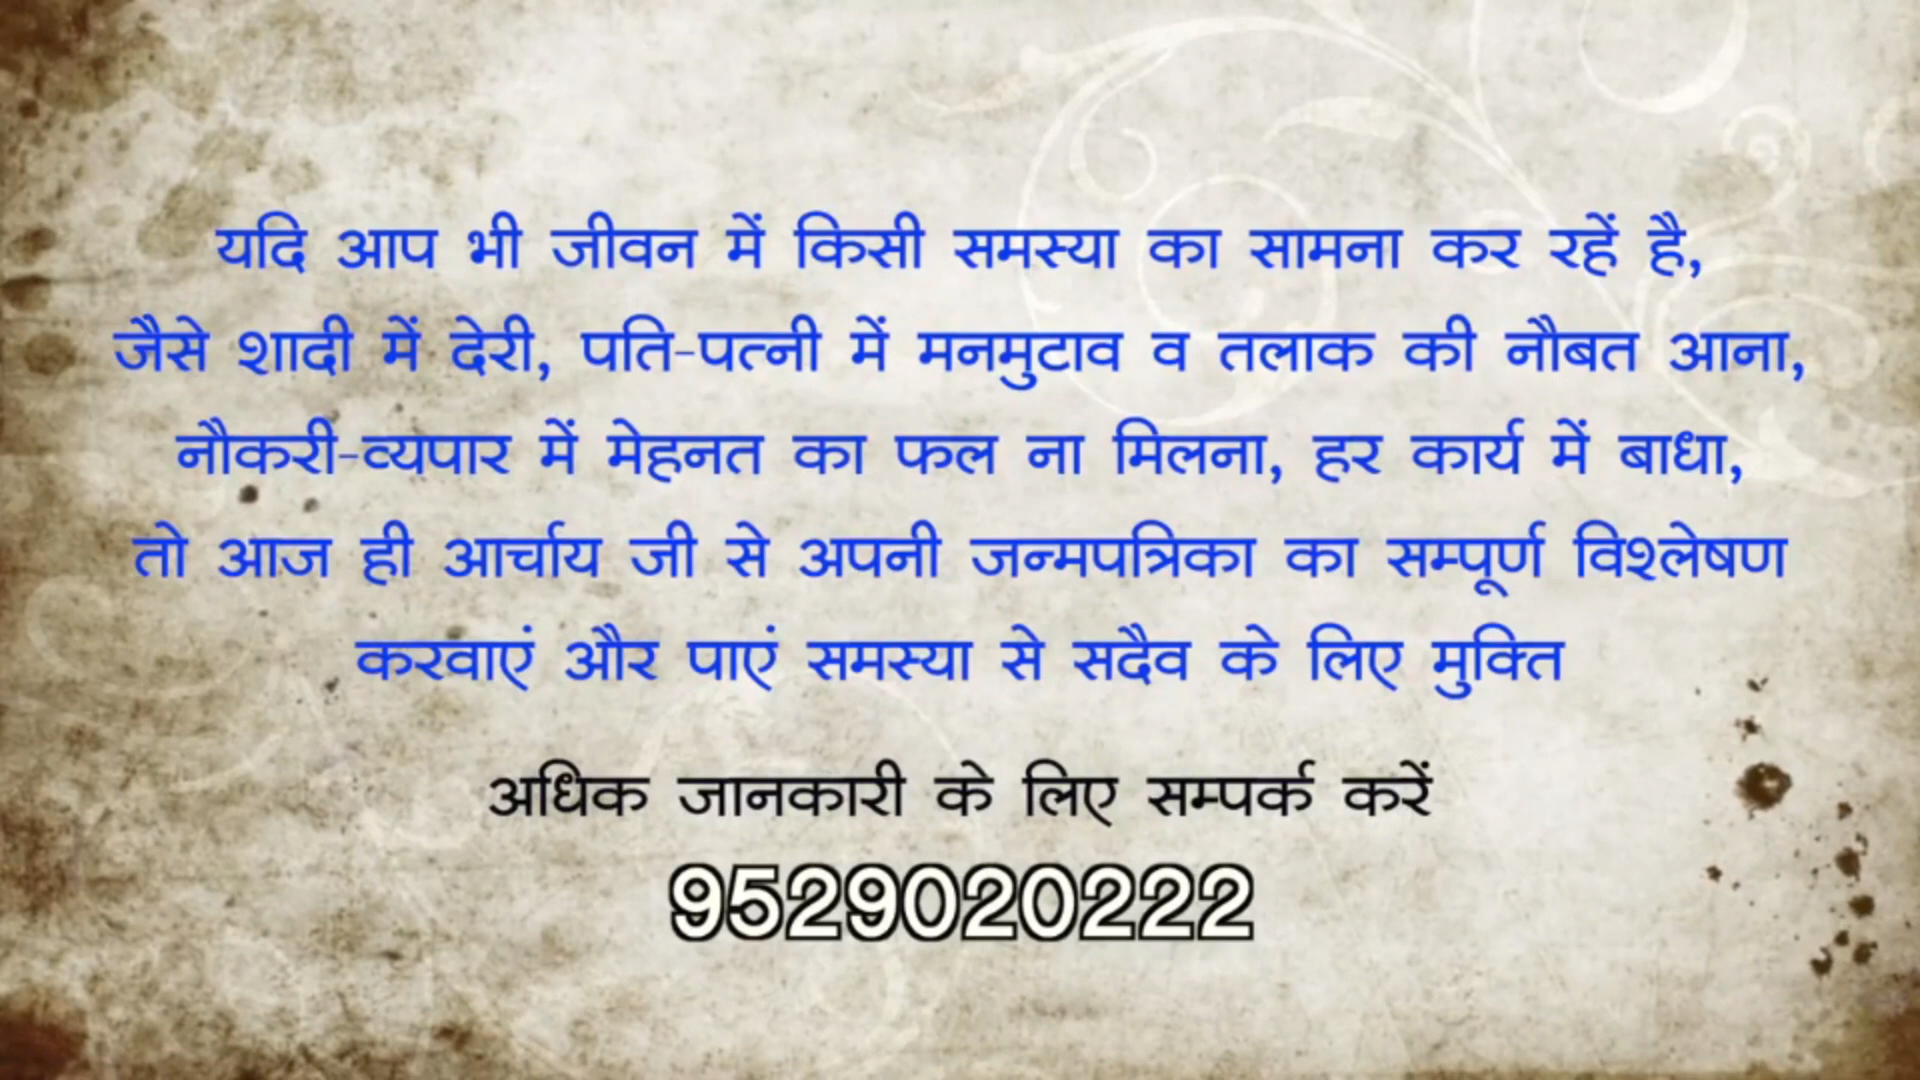 यदि आप भी जीवन में किसी समस्या का सामना कर रहें है,
जैसे शादी में देरी, पति-पत्नी में मनमुटाव व तलाक की नौबत आना,
नौकरी-व्यपार में मेहनत का फल ना मिलना, हर कार्य में बाधा,
तो आज ही आर्चाय जी से अपनी जन्मपत्रिका का सम्पूर्ण विश्लेषण
करवाएं और पाएं समस्या से सदैव के लिए मुक्ति
अधिक जानकारी के लिए सम्पर्क करें
9529020222